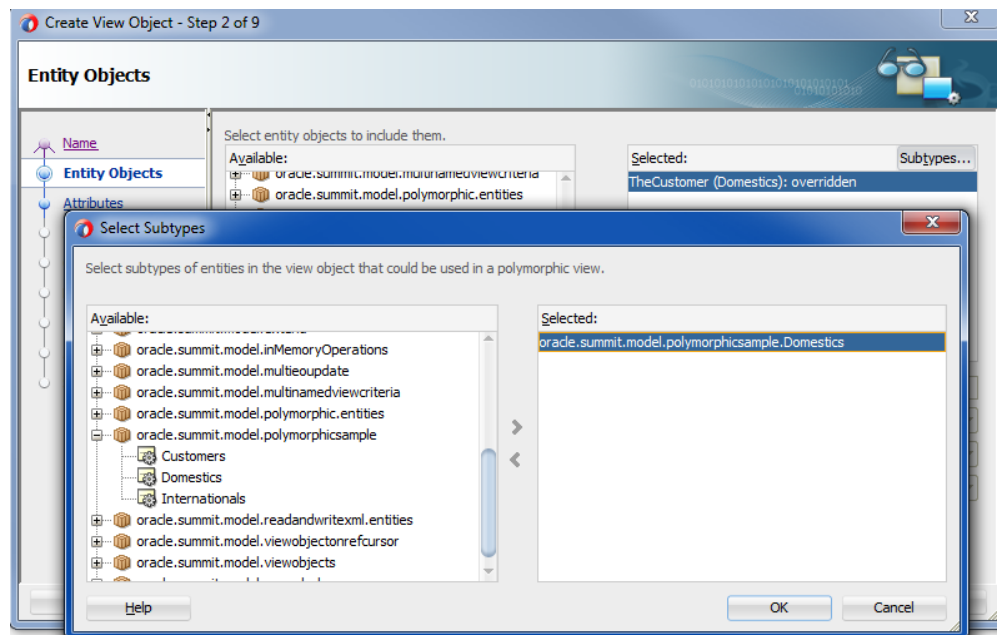 Create View Object - Step 2 of 9
Entity Objects
Name
Entity Objects
Attributes
Select entity objects to include them.
Available:
oracle.summit.model.multinamedviewcriteria
oracle.summit.model.polymorphic.entities
Selected:
Subtypes...
TheCustomer (Domestics): overridden
Select Subtypes
Select subtypes of entities in the view object that could be used in a polymorphic view.
Available:
oracle.summit.model.inMemoryOperations
oracle.summit.model.multieoupdate
oracle.summit.model.multinamedviewcriteria
oracle.summit.model.polymorphic.entities
oracle.summit.model.polymorphicsample
Customers
Domestics
Internationals
oracle.summit.model.readandwritexml.entities
oracle.summit.model.viewobjectonrefcursor
oracle.summit.model.viewobjects
Selected:
oracle.summit.model.polymorphicsample.Domestics
Help
OK
Cancel